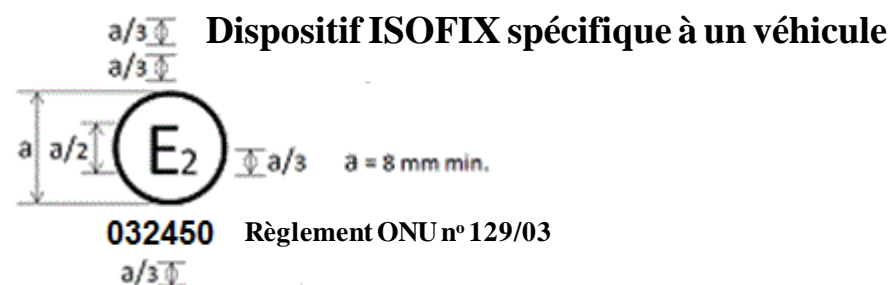 a/3 Dispositif ISOFIX spécifique à un véhicule
a/3
a a/2 E2 a/3 a = 8 mm min.
032450 Règlement ONU nº 129/03
a/3